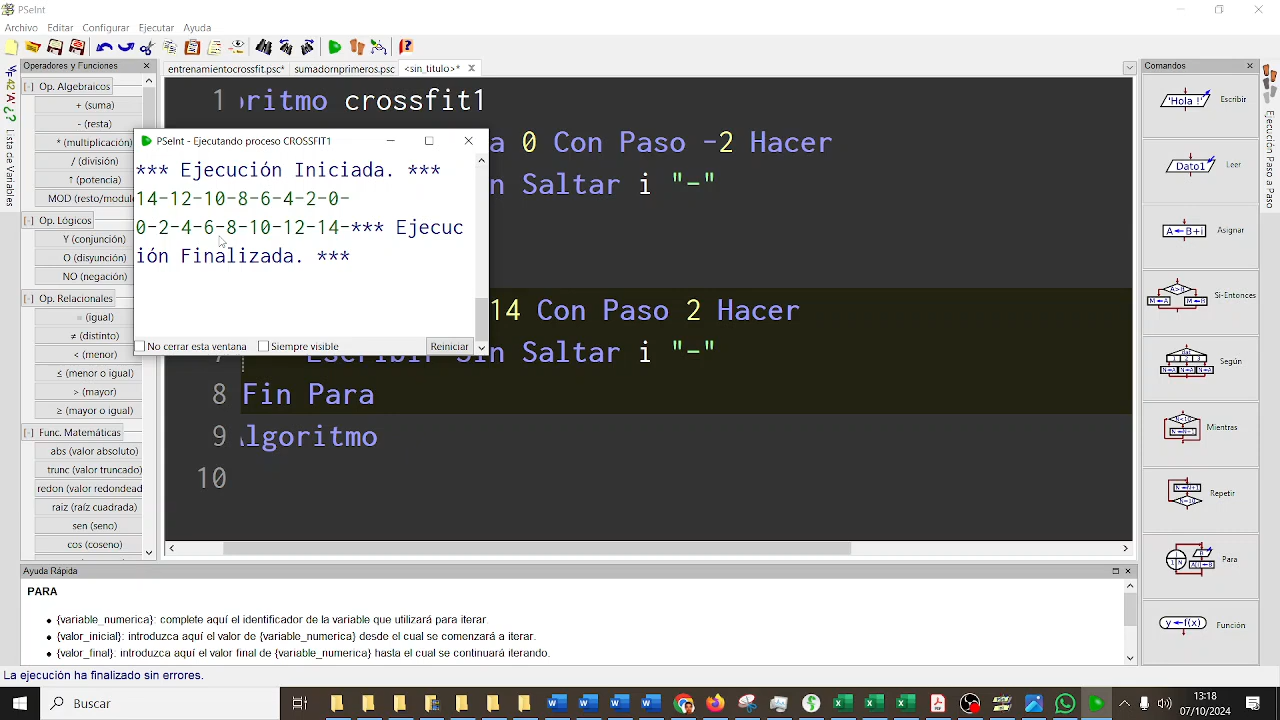 PSeInt
Archivo Editar Configurar Ejecutar Ayuda
Operadores y Funciones
entrenamientocrossfit.psc* sumadornprimeros.psc <sin_titulo>*
Comandos
Lista de Variables
Op. Algebraicos
+ (suma)
- (resta)
* (multiplicación)
/ (división)
↑ (potencia)
MOD (resto/modulo
Op. Lógicos
Y (conjunción)
O (disyunción)
NO (negación)
Op. Relacionales
= (igual)
≠ (distinto)
< (menor)
≤ (menor o igual)
> (mayor)
≥ (mayor o igual)
Func. Matemáticas
abs (valor absoluto)
trunc (valor truncado)
redon (valor redondead
raiz (raíz cuadrada)
sen (seno)
cos (coseno)
1 oritmo crossfit1
a 0 Con Paso -2 Hacer
n Saltar i "-"
14 Con Paso 2 Hacer
Escribir Sin Saltar i "-"
8 Fin Para
9 Algoritmo
10
PSeInt - Ejecutando proceso CROSSFIT1
*** Ejecución Iniciada. ***
14-12-10-8-6-4-2-0-
0-2-4-6-8-10-12-14-*** Ejecuc
ión Finalizada. ***
No cerrar esta ventana Siempre visible Reiniciar
'Hola !' Escribir
Dato1 Leer
A←B+i Asignar
Si-Entonces
Según
Mientras
Repetir
Para
y←f(x) Función
Ejecución Paso a Paso
Ayuda Rápida
PARA
• {variable_numerica}: complete aquí el identificador de la variable que utilizará para iterar.
• {valor_inicial}: introduzca aquí el valor de {variable_numerica} desde el cual se comenzará a iterar.
• {valor_final}. introduzca aquí el valor final de {variable_numerica} hasta el cual se continuará iterando.
La ejecución ha finalizado sin errores.
Buscar
13:18
07/10/2024